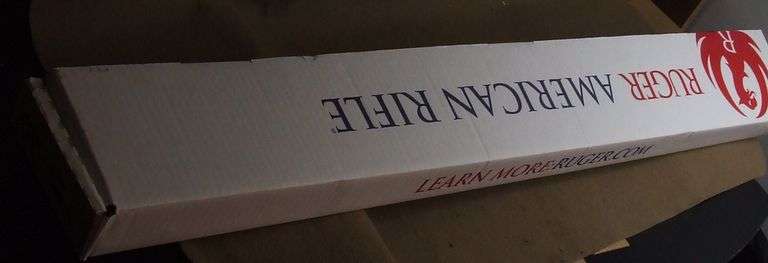 R
RUGER AMERICAN RIFLE®
LEARN MORE: RUGER.COM